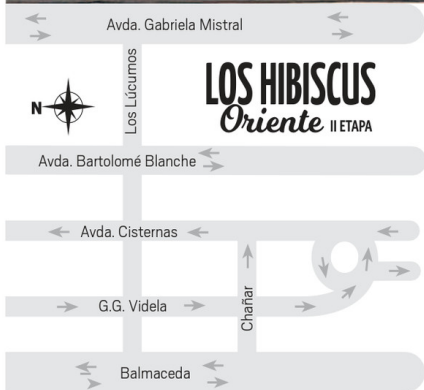 Avda. Gabriela Mistral
Los Lúcumos
LOS HIBISCUS
Oriente II ETAPA
N
Avda. Bartolomé Blanche
Avda. Cisternas
G.G. Videla
Chañar
Balmaceda